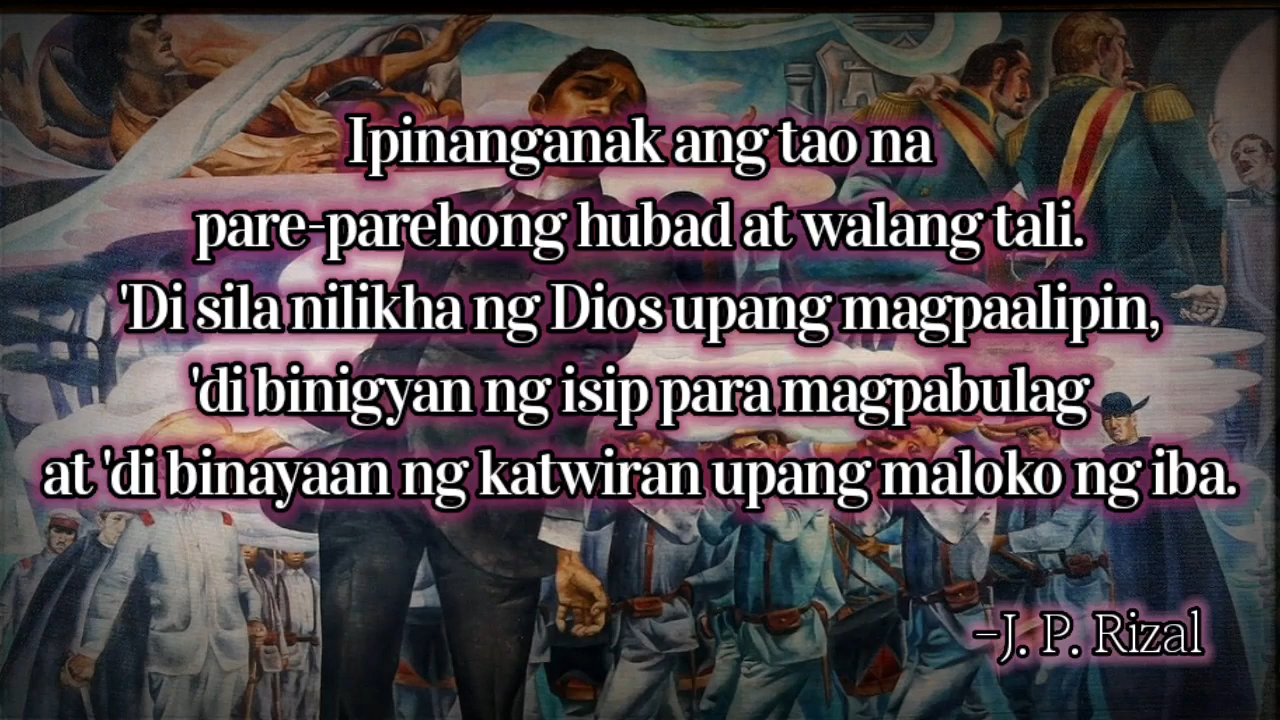 Ipinanganak ang tao na
pare-parehong hubad at walang tali.
'Di sila nilikha ng Dios upang magpaalipin,
'di binigyan ng isip para magpabulag
at 'di binayaan ng katwiran upang maloko ng iba.
–J. P. Rizal